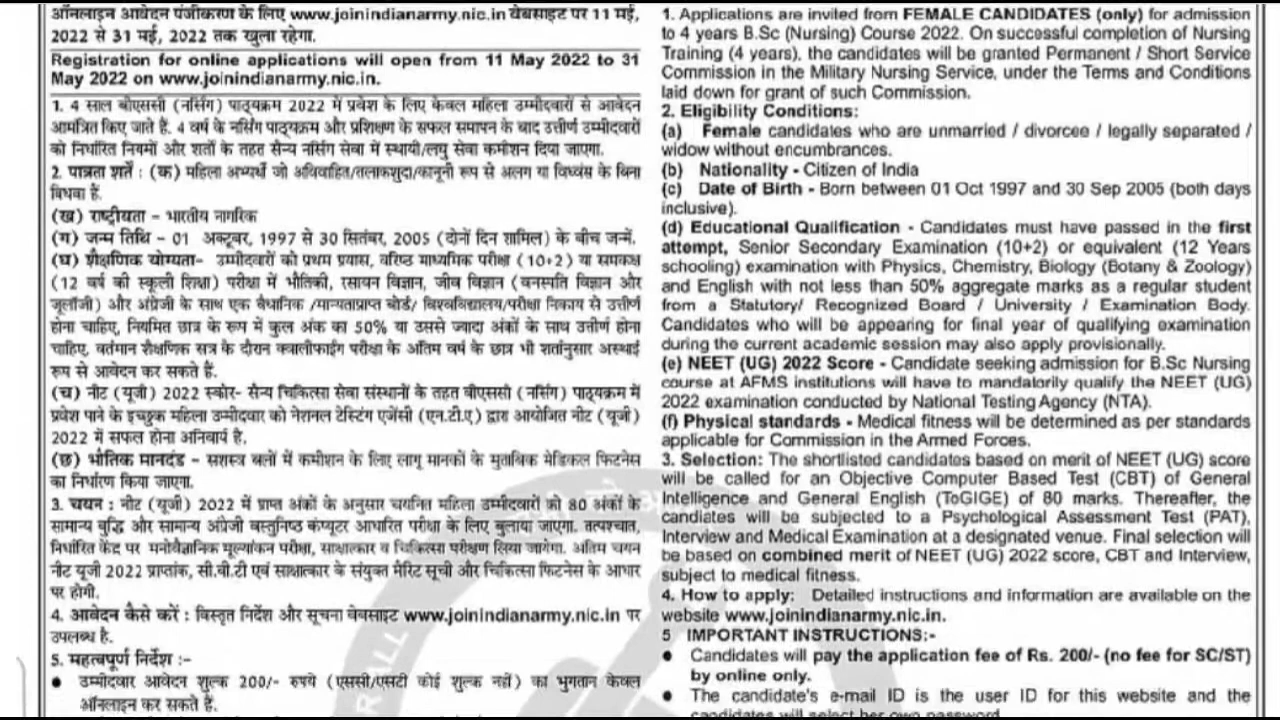 ऑनलाइन आवेदन पंजीकरण के लिए www.joinindianarmy.nic.in वेबसाइट पर 11 मई,
2022 से 31 मई, 2022 तक खुला रहेगा.
Registration for online applications will open from 11 May 2022 to 31
May 2022 on www.joinindianarmy.nic.in.
1. 4 साल बीएससी (नर्सिंग) पाठ्यक्रम 2022 में प्रवेश के लिए केवल महिला उम्मीदवारों से आवेदन
आमंत्रित किए जाते हैं. 4 वर्ष के नर्सिंग पाठ्यक्रम और प्रशिक्षण के सफल समापन के बाद उत्तीर्ण उम्मीदवारों
को निर्धारित नियमों और शर्तों के तहत सैन्य नर्सिंग सेवा में स्थायी/लघु सेवा कमीशन दिया जाएगा.
2. पात्रता शर्तें : (क) महिला अभ्यर्थी जो अविवाहित/तलाकशुदा/कानूनी रूप से अलग या विध्वंस के बिना
विधवा हैं.
(ख) राष्ट्रीयता - भारतीय नागरिक
(ग) जन्म तिथि - 01 अक्टूबर, 1997 से 30 सितंबर, 2005 (दोनों दिन शामिल) के बीच जन्में.
(घ) शैक्षणिक योग्यता- उम्मीदवारों को प्रथम प्रयास, वरिष्ठ माध्यमिक परीक्षा (10+2) या समकक्ष
(12 वर्ष की स्कूली शिक्षा) परीक्षा में भौतिकी, रसायन विज्ञान, जीव विज्ञान (वनस्पति विज्ञान और
जूलॉजी) और अंग्रेजी के साथ एक वैधानिक /मान्यताप्राप्त बोर्ड/ विश्वविद्यालय/परीक्षा निकाय से उत्तीर्ण
होना चाहिए, नियमित छात्र के रूप में कुल अंक का 50% या उससे ज्यादा अंकों के साथ उत्तीर्ण होना
चाहिए, वर्तमान शैक्षणिक सत्र के दौरान क्वालीफाईंग परीक्षा के अंतिम वर्ष के छात्र भी शर्तानुसार अस्थाई
रूप से आवेदन कर सकते हैं.
(च) नीट (यूजी) 2022 स्कोर- सैन्य चिकित्सा सेवा संस्थानों के तहत बीएससी (नर्सिंग) पाठ्यक्रम में
प्रवेश पाने के इच्छुक महिला उम्मीदवार को नेशनल टेस्टिंग एजेंसी (एन.टी.ए) द्वारा आयोजित नीट (यूजी)
2022 में सफल होना अनिवार्य है.
(छ) भौतिक मानदंड - सशस्त्र बलों में कमीशन के लिए लागू मानकों के मुताबिक मेडिकल फिटनेस
का निर्धारण किया जाएगा.
3. चयन : नीट (यूजी) 2022 में प्राप्त अंकों के अनुसार चयनित महिला उम्मीदवारों को 80 अंकों के
सामान्य बुद्धि और सामान्य अंग्रेजी वस्तुनिष्ठ कंप्यूटर आधारित परीक्षा के लिए बुलाया जाएगा. तत्पश्चात,
निर्धारित केंद्र पर मनोवैज्ञानिक मूल्यांकन परीक्षा, साक्षात्कार व चिकित्सा परीक्षण लिया जायेगा. अंतिम चयन
नीट यूजी 2022 प्राप्तांक, सी.बी.टी एवं साक्षात्कार के संयुक्त मैरिट सूची और चिकित्सा फिटनेस के आधार
पर होगी.
4. आवेदन कैसे करें : विस्तृत निर्देश और सूचना वेबसाइट www.joinindianarmy.nic.in पर
उपलब्ध है.
5. महत्वपूर्ण निर्देश :-
● उम्मीदवार आवेदन शुल्क 200/- रुपये (एससी/एसटी कोई शुल्क नहीं) का भुगतान केवल
ऑनलाइन कर सकते हैं.
1. Applications are invited from FEMALE CANDIDATES (only) for admission
to 4 years B.Sc (Nursing) Course 2022. On successful completion of Nursing
Training (4 years), the candidates will be granted Permanent / Short Service
Commission in the Military Nursing Service, under the Terms and Conditions
laid down for grant of such Commission.
2. Eligibility Conditions:
(a) Female candidates who are unmarried / divorcee / legally separated /
widow without encumbrances.
(b) Nationality - Citizen of India
(c) Date of Birth - Born between 01 Oct 1997 and 30 Sep 2005 (both days
inclusive).
(d) Educational Qualification - Candidates must have passed in the first
attempt, Senior Secondary Examination (10+2) or equivalent (12 Years
schooling) examination with Physics, Chemistry, Biology (Botany & Zoology)
and English with not less than 50% aggregate marks as a regular student
from a Statutory/ Recognized Board / University / Examination Body.
Candidates who will be appearing for final year of qualifying examination
during the current academic session may also apply provisionally.
(e) NEET (UG) 2022 Score - Candidate seeking admission for B.Sc Nursing
course at AFMS institutions will have to mandalorily qualify the NEET (UG)
2022 examination conducted by National Testing Agency (NTA).
(f) Physical standards - Medical fitness will be determined as per standards
applicable for Commission in the Armed Forces.
3. Selection: The shortlisted candidates based on merit of NEET (UG) score
will be called for an Objective Computer Based Test (CBT) of General
Intelligence and General English (ToGIGE) of 80 marks. Thereafter, the
candidates will be subjected to a Psychological Assessment Test (PAT),
Interview and Medical Examination at a designated venue. Final selection will
be based on combined merit of NEET (UG) 2022 score, CBT and Interview,
subject to medical fitness.
4. How to apply: Detailed instructions and information are available on the
website www.joinindianarmy.nic.in.
5 IMPORTANT INSTRUCTIONS:-
● Candidates will pay the application fee of Rs. 200/- (no fee for SC/ST)
by online only.
● The candidate's e-mail ID is the user ID for this website and the
candidates will select her own password